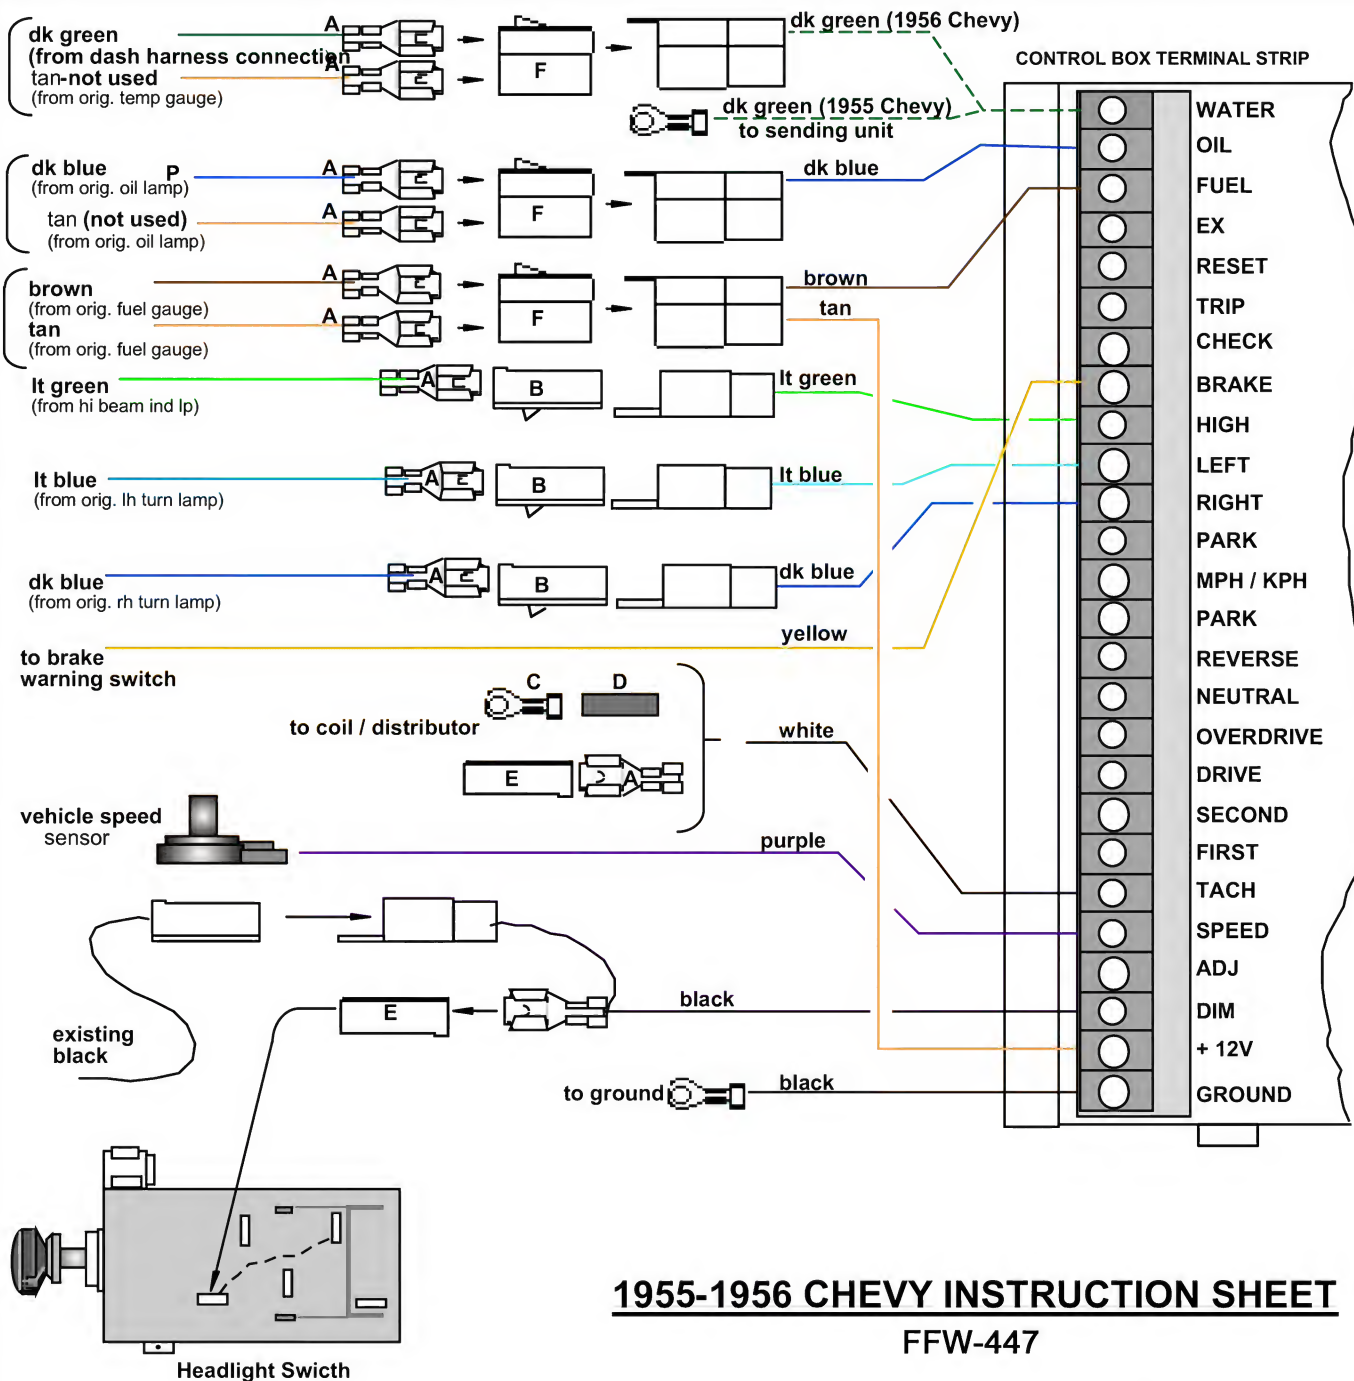 dk green
(from dash harness connection
tan-not used
(from orig. temp gauge)
A
A
F
dk green (1956 Chevy)
dk green (1955 Chevy)
to sending unit
CONTROL BOX TERMINAL STRIP
dk blue
P
(from orig. oil lamp)
tan (not used)
(from orig. oil lamp)
A
A
F
dk blue
brown
(from orig. fuel gauge)
tan
(from orig. fuel gauge)
A
A
F
brown
tan
lt green
(from hi beam ind lp)
A
B
lt green
lt blue
(from orig. lh turn lamp)
A
B
lt blue
dk blue
(from orig. rh turn lamp)
A
B
dk blue
to brake
warning switch
yellow
C
D
to coil / distributor
E
A
white
vehicle speed
sensor
purple
existing
black
E
black
to ground
black
WATER
OIL
FUEL
EX
RESET
TRIP
CHECK
BRAKE
HIGH
LEFT
RIGHT
PARK
MPH / KPH
PARK
REVERSE
NEUTRAL
OVERDRIVE
DRIVE
SECOND
FIRST
TACH
SPEED
ADJ
DIM
+ 12V
GROUND
Headlight Swicth
1955-1956 CHEVY INSTRUCTION SHEET
FFW-447